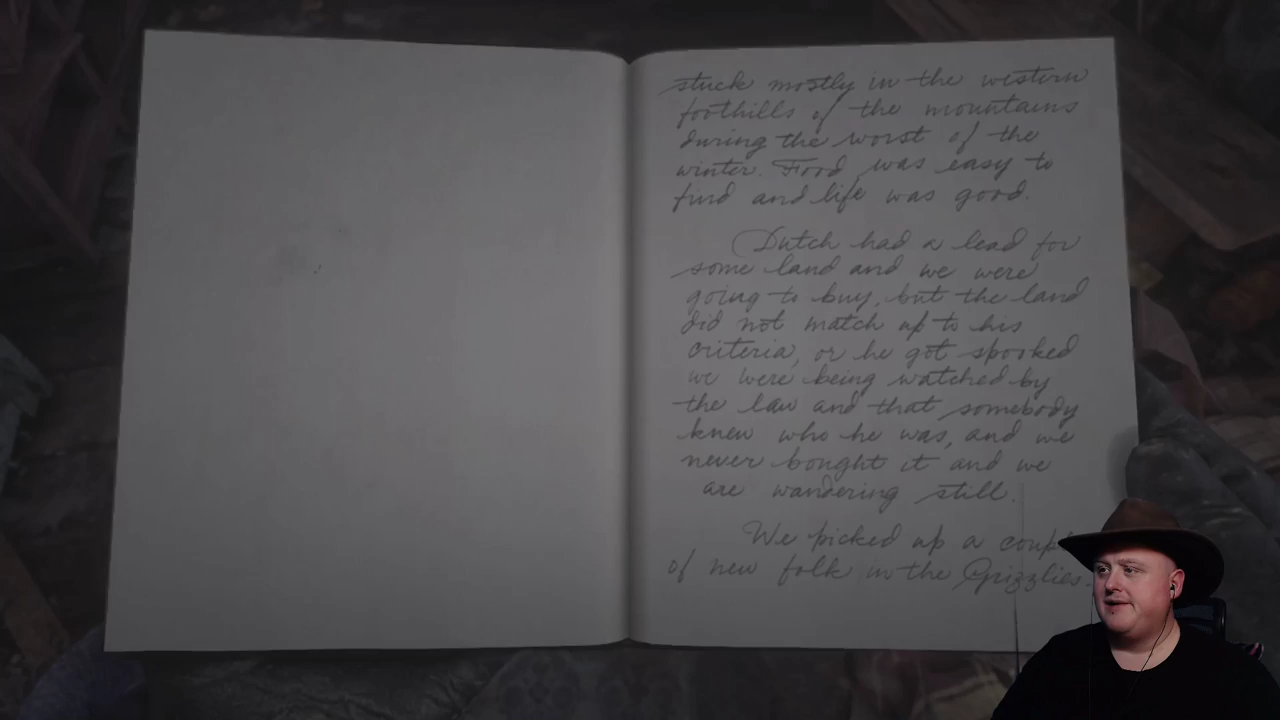 stuck mostly in the western
foothills of the mountains
during the worst of the
winter. Food was easy to
find and life was good.
Dutch had a lead for
some land and we were
going to buy, but the land
did not match up to his
criteria, or he got spooked
we were being watched by
the law and that somebody
knew who he was, and we
never bought it and we
are wandering still.
We picked up a
of new folk in the Grizzlies.